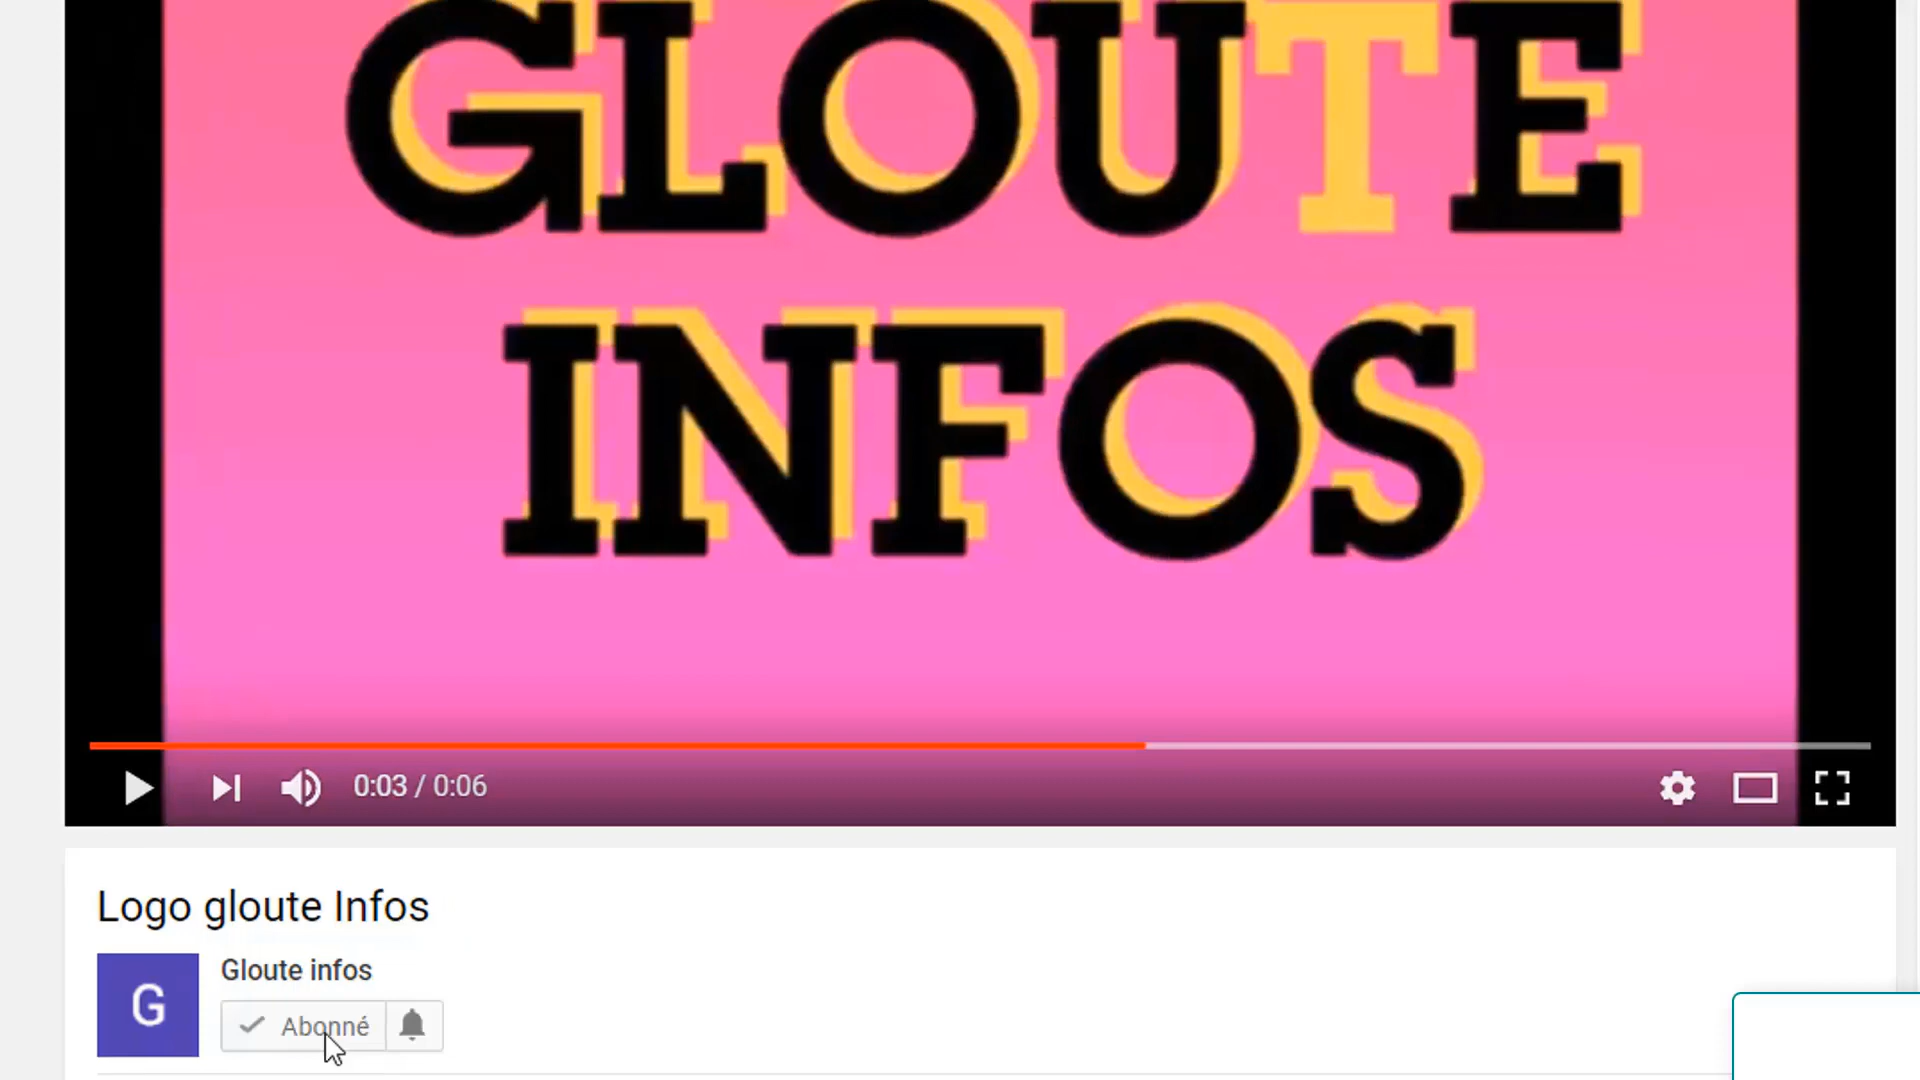 GLOUTE
INFOS
0:03 / 0:06
Logo gloute Infos
G
Gloute infos
Abonné